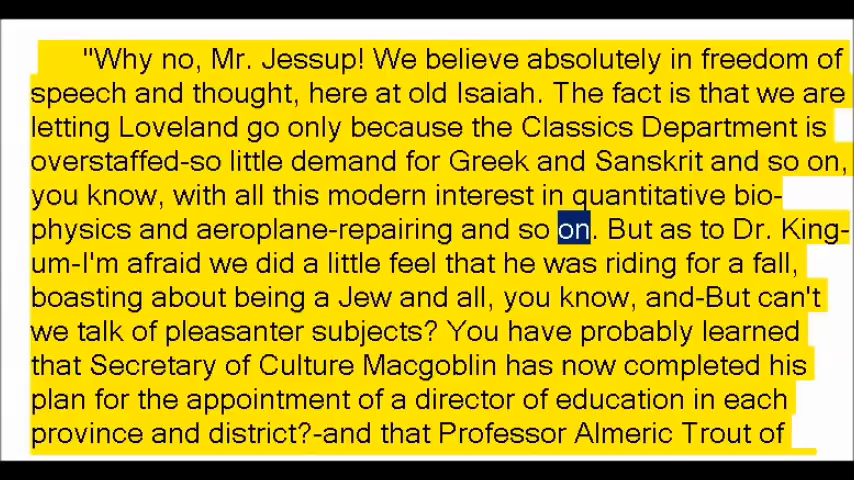 "Why no, Mr. Jessup! We believe absolutely in freedom of
speech and thought, here at old Isaiah. The fact is that we are
letting Loveland go only because the Classics Department is
overstaffed-so little demand for Greek and Sanskrit and so on,
you know, with all this modern interest in quantitative bio-
physics and aeroplane-repairing and so on. But as to Dr. King-
um-I'm afraid we did a little feel that he was riding for a fall,
boasting about being a Jew and all, you know, and-But can't
we talk of pleasanter subjects? You have probably learned
that Secretary of Culture Macgoblin has now completed his
plan for the appointment of a director of education in each
province and district?-and that Professor Almeric Trout of